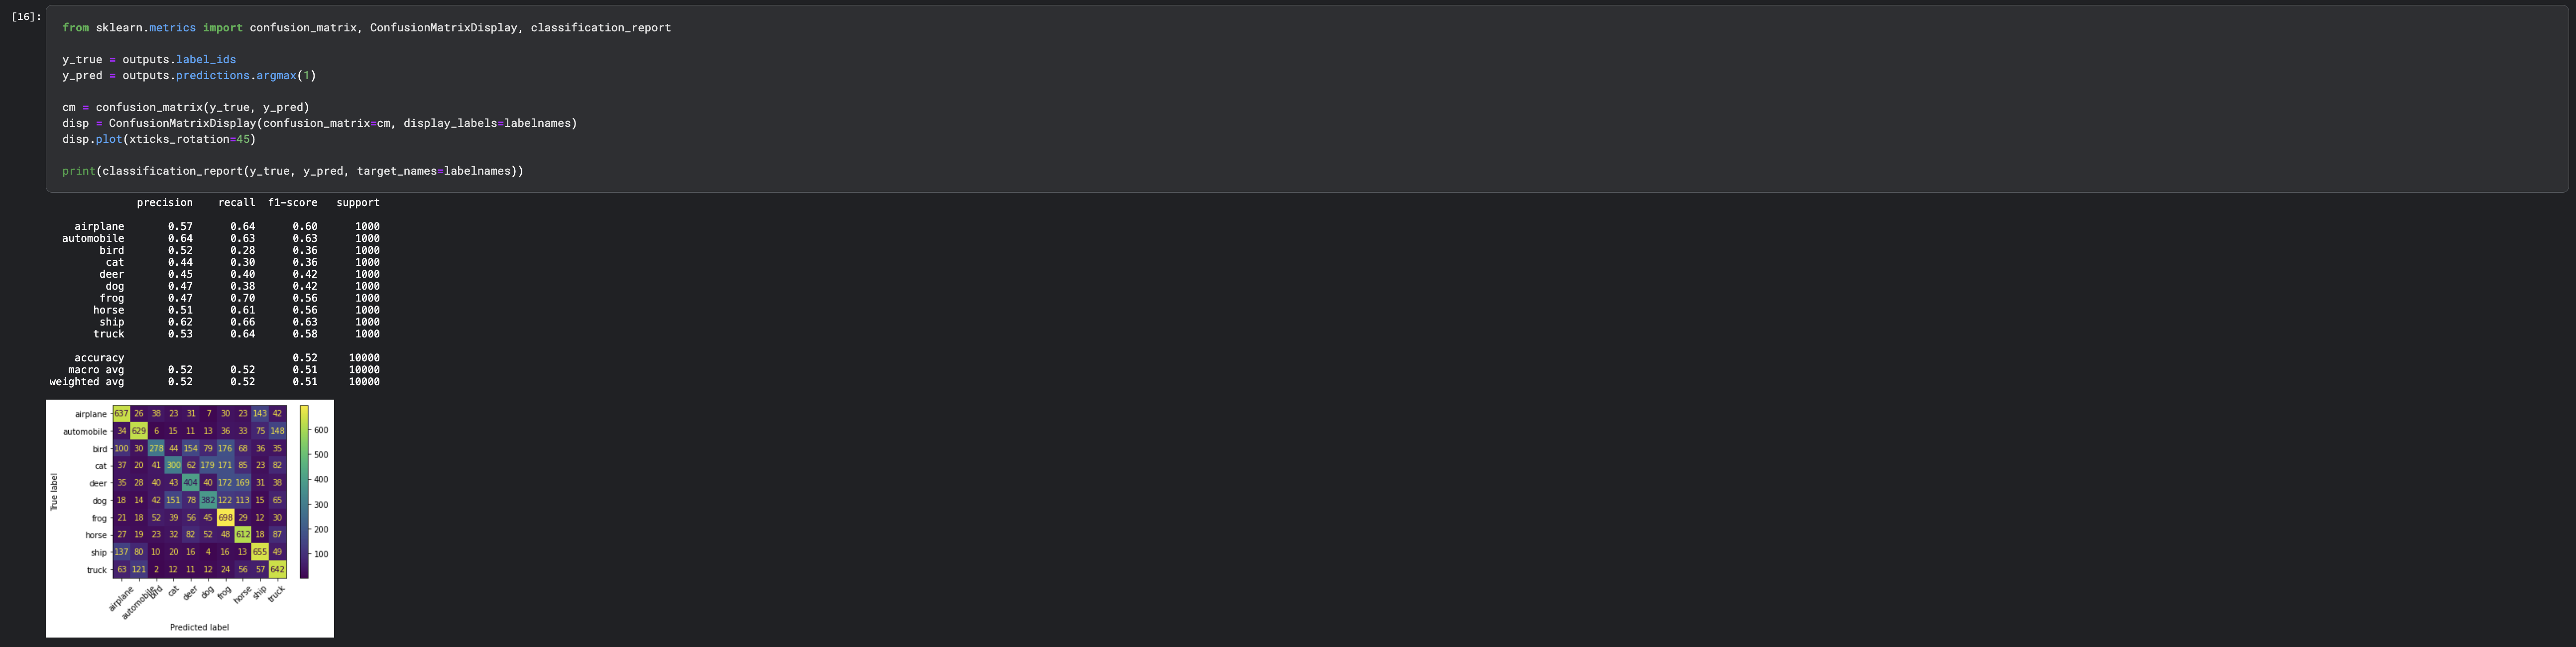 [16]:
from sklearn.metrics import confusion_matrix, ConfusionMatrixDisplay, classification_report
y_true = outputs.label_ids
y_pred = outputs.predictions.argmax(1)
cm = confusion_matrix(y_true, y_pred)
disp = ConfusionMatrixDisplay(confusion_matrix=cm, display_labels=labelnames)
disp.plot(xticks_rotation=45)
print(classification_report(y_true, y_pred, target_names=labelnames))
precision recall f1-score support
airplane 0.57 0.64 0.60 1000
automobile 0.64 0.63 0.63 1000
bird 0.52 0.28 0.36 1000
cat 0.44 0.30 0.36 1000
deer 0.45 0.40 0.42 1000
dog 0.47 0.38 0.42 1000
frog 0.47 0.70 0.56 1000
horse 0.51 0.61 0.56 1000
ship 0.62 0.66 0.63 1000
truck 0.53 0.64 0.58 1000
accuracy 0.52 10000
macro avg 0.52 0.52 0.51 10000
weighted avg 0.52 0.52 0.51 10000
airplane 637 26 38 23 31 7 30 23 143 42
automobile 34 629 6 15 11 13 36 33 75 148
bird 100 30 278 44 154 79 176 68 36 35
cat 37 20 41 300 62 179 171 85 23 82
deer 35 28 40 43 404 40 172 169 31 38
dog 18 14 42 151 78 382 122 113 15 65
frog 21 18 52 39 56 45 698 29 12 30
horse 27 19 23 32 82 52 48 612 18 87
ship 137 80 10 20 16 4 16 13 655 49
truck 63 121 2 12 11 12 24 56 57 642
True label
airplane automobile bird cat deer dog frog horse ship truck
Predicted label
600
500
400
300
200
100